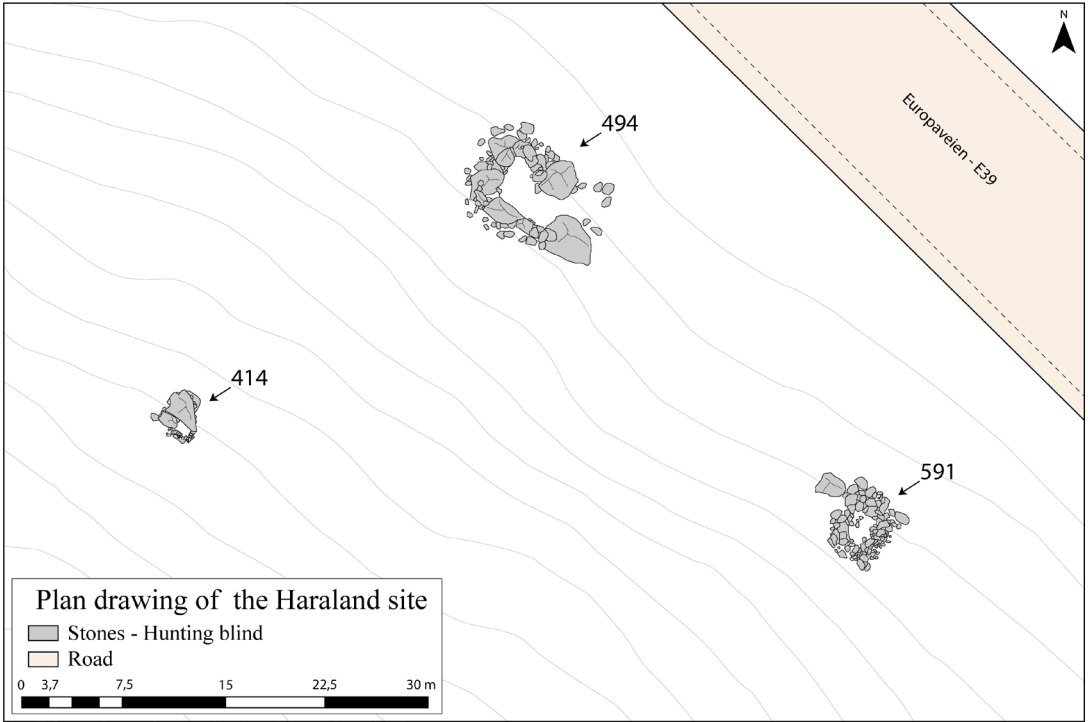 N
Europaveien - E39
494
414
591
Plan drawing of the Haraland site
Stones - Hunting blind
Road
0 3,7 7,5 15 22,5 30 m